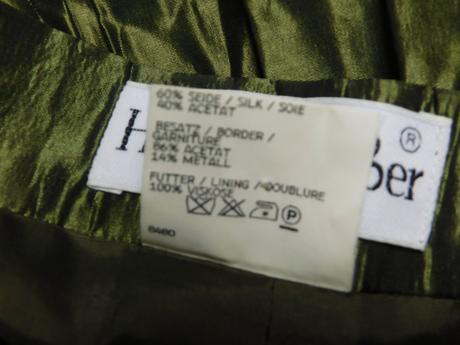 60% SEIDE / SILK / SOIE
40% ACETAT
BESATZ / BORDER /
GARNITURE
86% ACETAT
14% METALL
FUTTER / LINING / DOUBLURE
100% VISKOSE
P
8480
H
®
ber